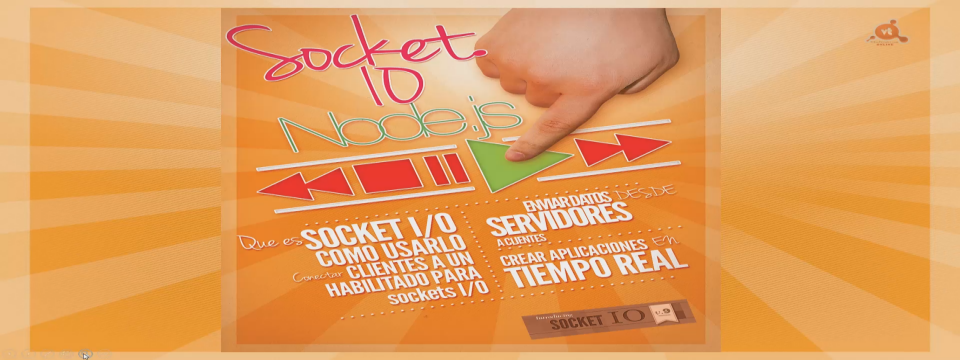 Socket.
IO
Node.js
Que es SOCKET I/O
COMO USARLO
Conectar CLIENTES A UN
HABILITADO PARA
sockets I/O
ENVIAR DATOS DESDE
SERVIDORES
A CLIENTES
CREAR APLICACIONES En
TIEMPO REAL
SOCKET IO